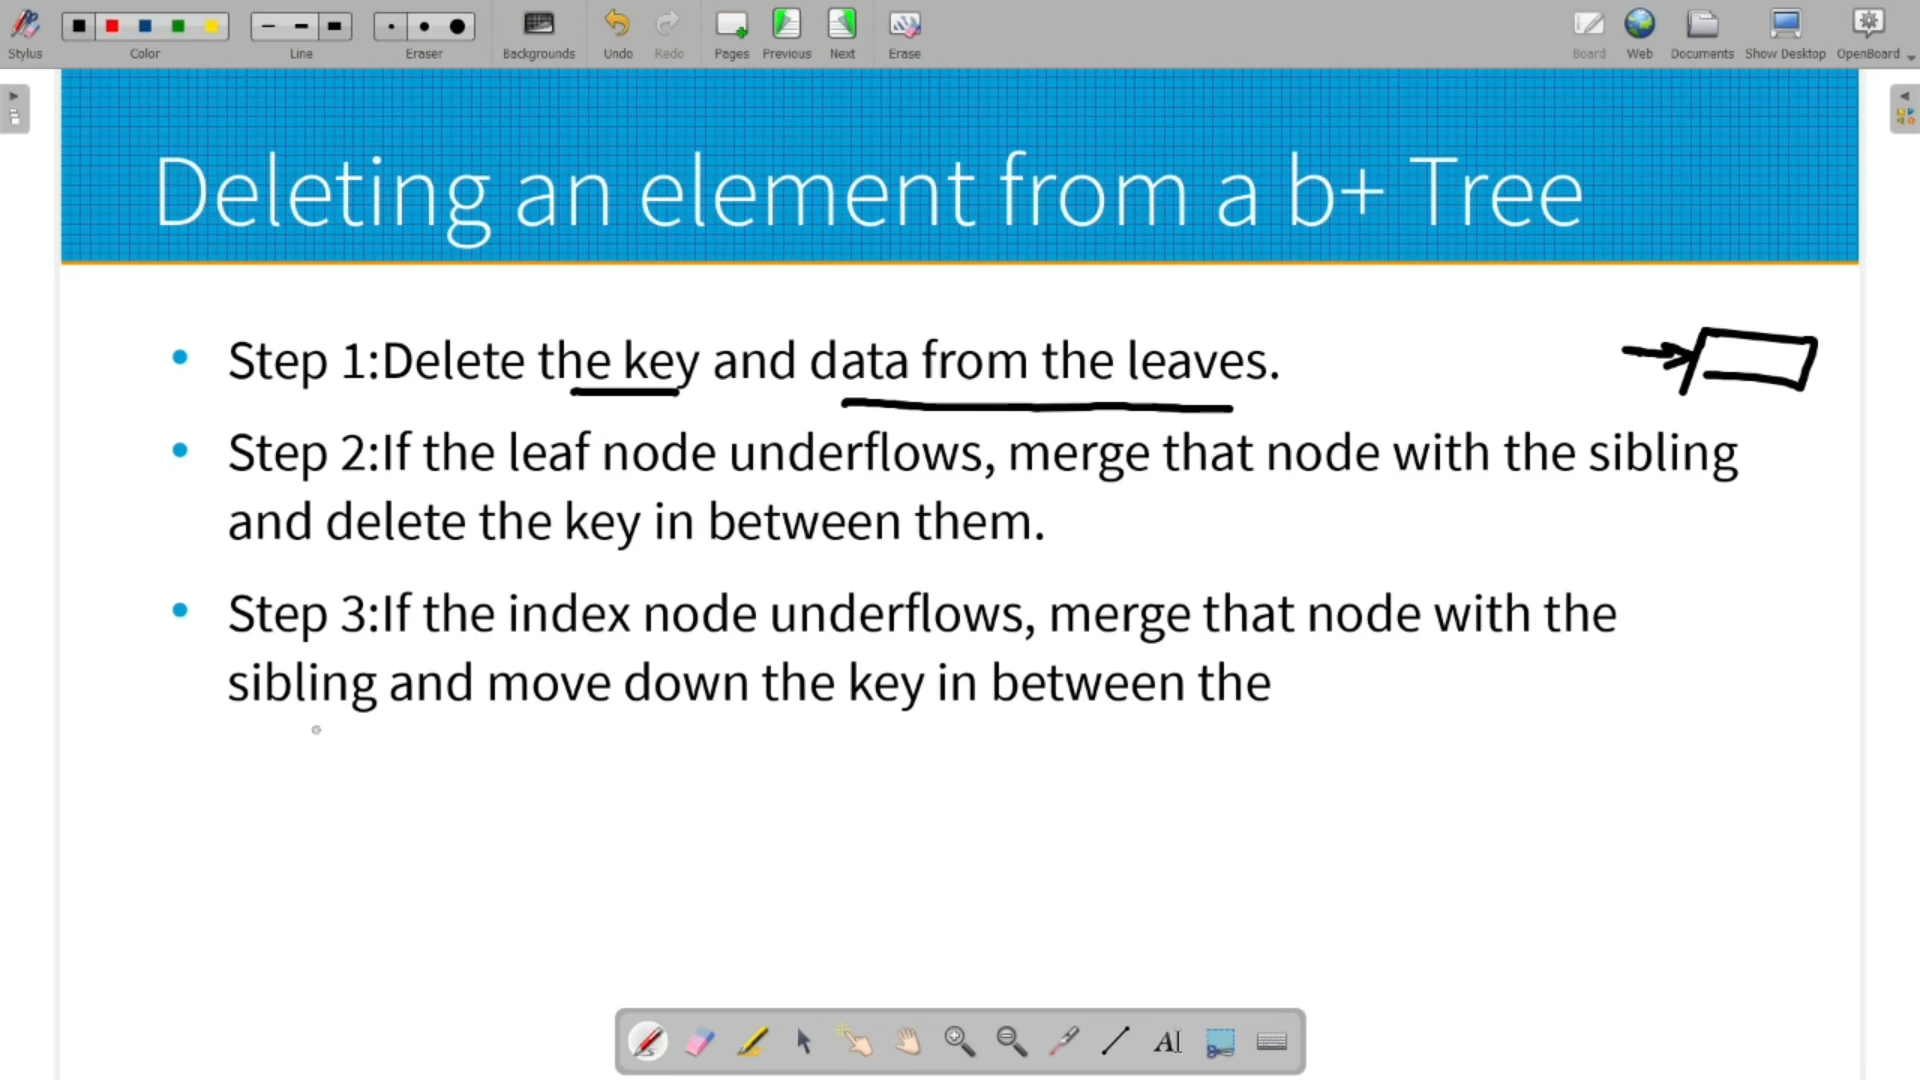 Stylus
Color
Line
Eraser
Backgrounds
Undo
Redo
Pages
Previous
Next
Erase
Board
Web
Documents
Show Desktop
OpenBoard
Deleting an element from a b+ Tree
• Step 1:Delete the key and data from the leaves.
• Step 2:If the leaf node underflows, merge that node with the sibling
and delete the key in between them.
• Step 3:If the index node underflows, merge that node with the
sibling and move down the key in between the
AI